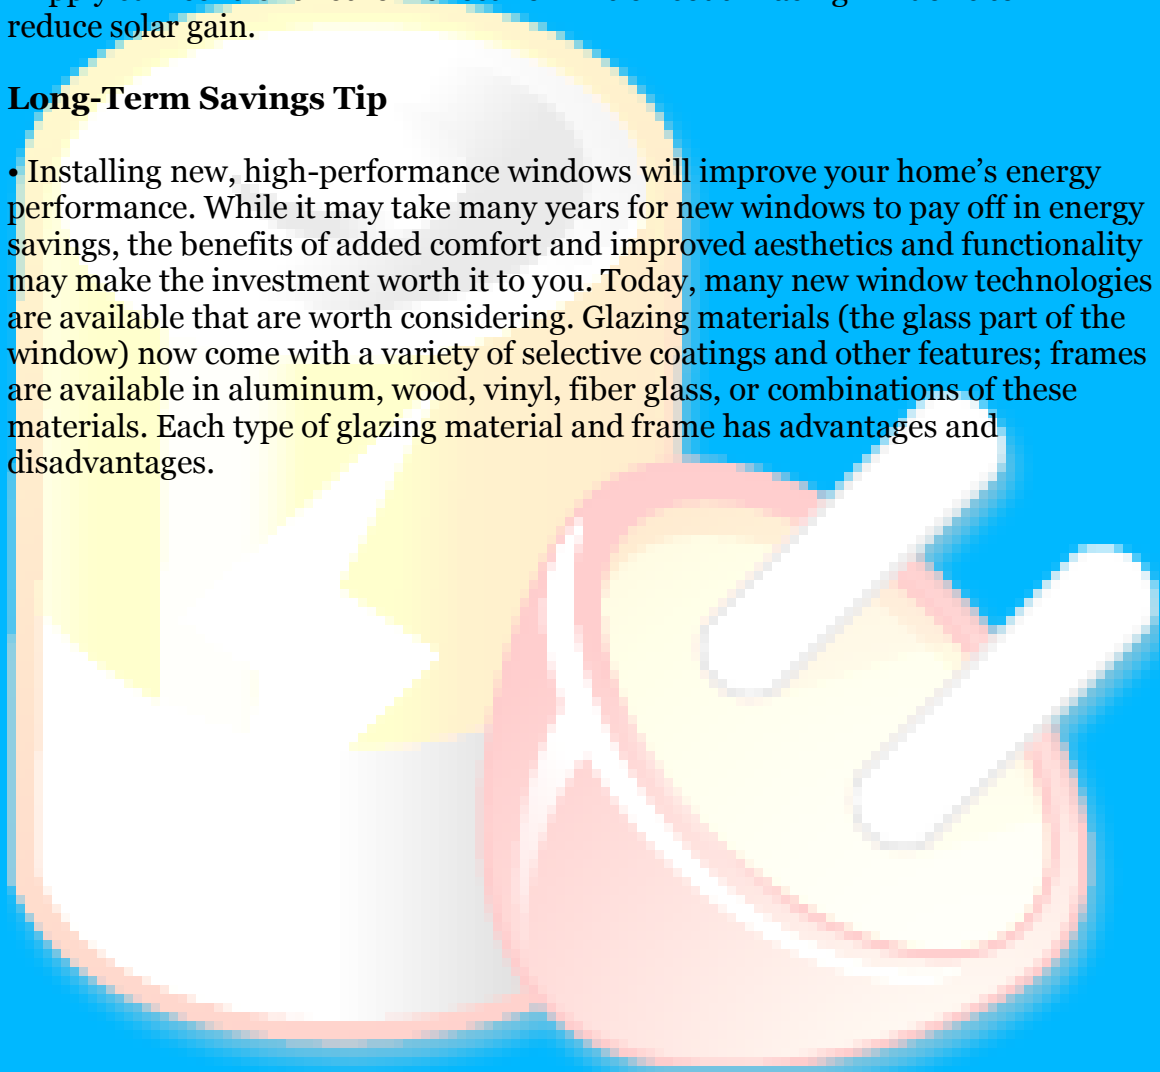 reduce solar gain.
Long-Term Savings Tip
• Installing new, high-performance windows will improve your home’s energy
performance. While it may take many years for new windows to pay off in energy
savings, the benefits of added comfort and improved aesthetics and functionality
may make the investment worth it to you. Today, many new window technologies
are available that are worth considering. Glazing materials (the glass part of the
window) now come with a variety of selective coatings and other features; frames
are available in aluminum, wood, vinyl, fiber glass, or combinations of these
materials. Each type of glazing material and frame has advantages and
disadvantages.